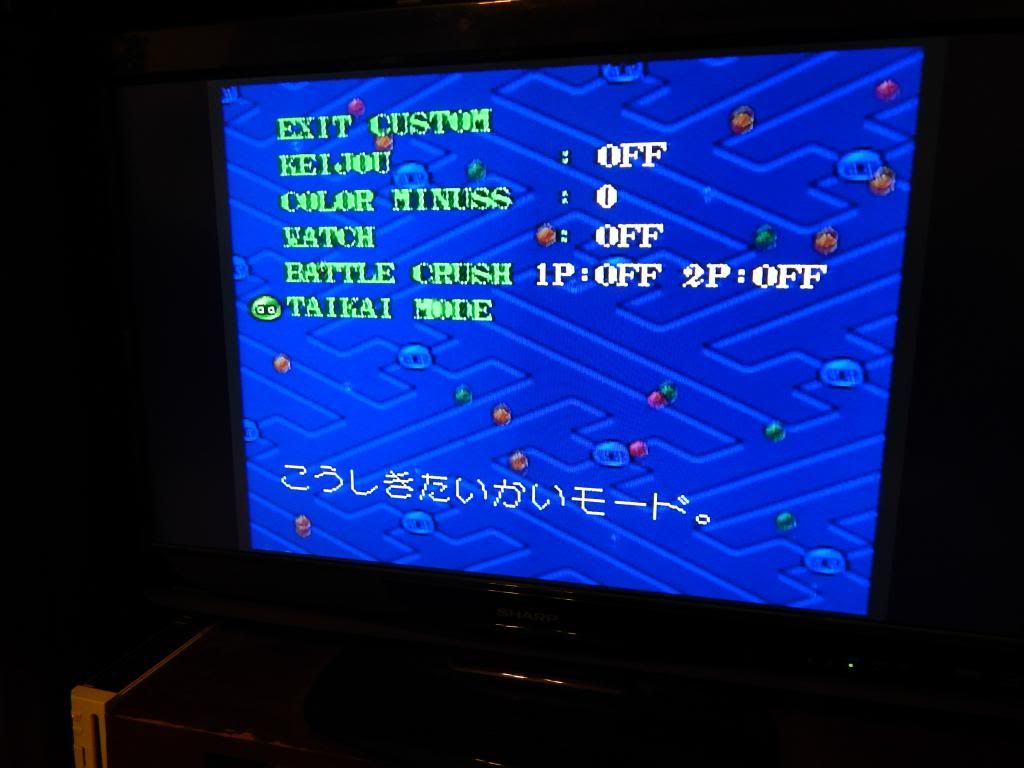 EXIT CUSTOM
KEIJOU : OFF
COLOR MINUSS : 0
WATCH : OFF
BATTLE CRUSH 1P:OFF 2P:OFF
TAIKAI MODE
こうしきたいかいモード。
SHARP